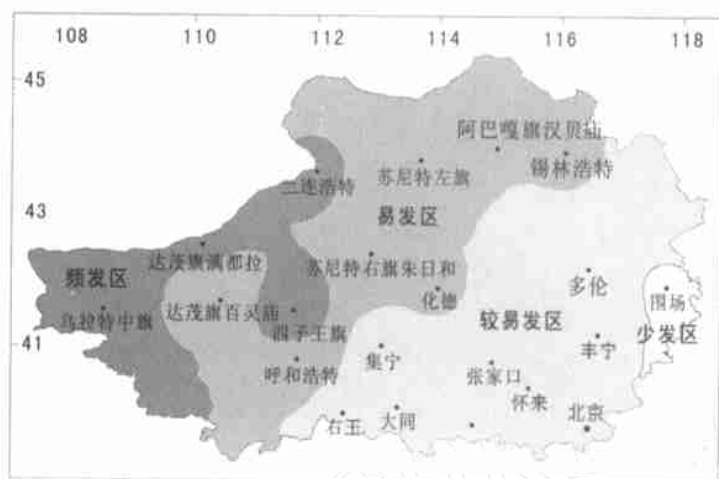 108 110 112 114 116 118
45
阿巴嘎旗汉贝庙
二连浩特 苏尼特左旗 锡林浩特
43 易发区
达茂旗满都拉 苏尼特右旗朱日和
频发区 多伦
乌拉特中旗 达茂旗百灵庙 化德 围场
四子王旗 较易发区 少发区
41 集宁 丰宁
呼和浩特 张家口
怀来
石玉 大同 北京